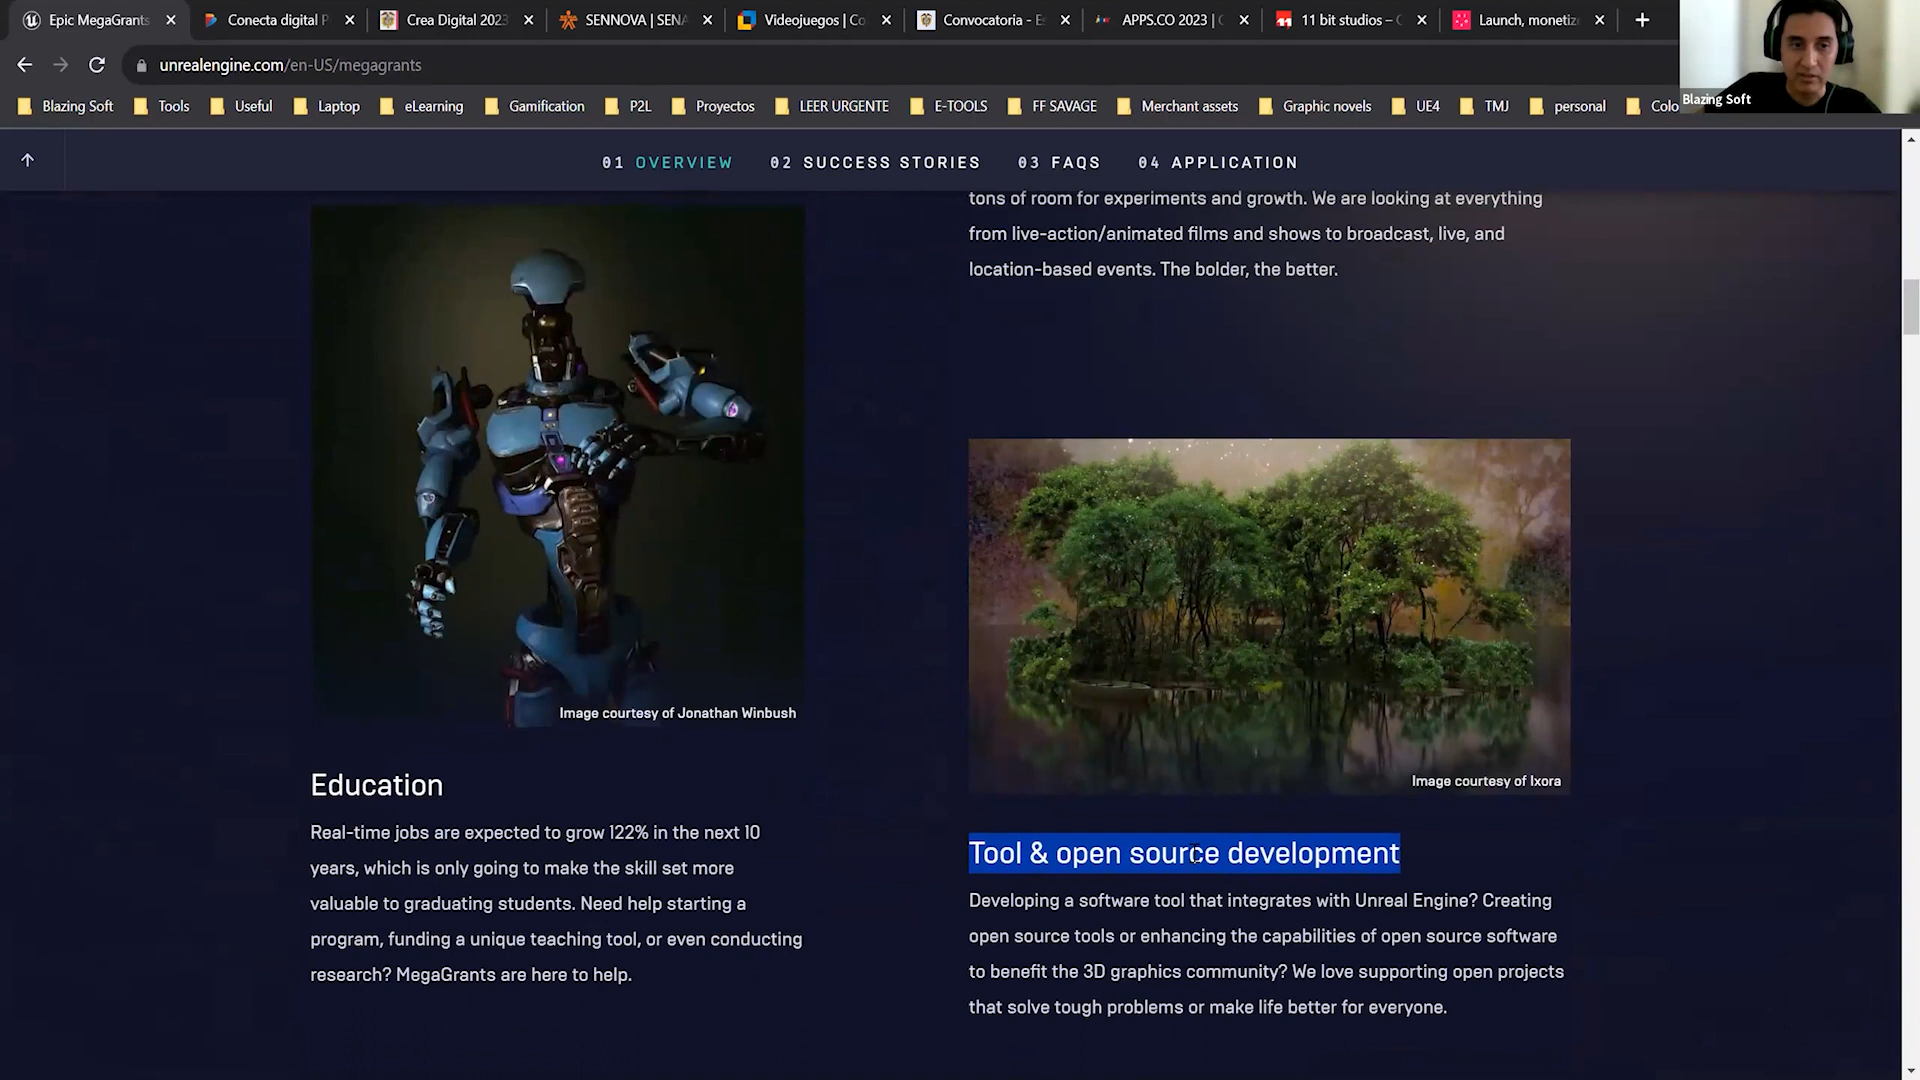 Epic MegaGrants
Conecta digital P
Crea Digital 2023
SENNOVA | SENA
Videojuegos | Co
Convocatoria - Es
APPS.CO 2023 | C
11 bit studios – C
Launch, monetiz
unrealengine.com/en-US/megagrants
Blazing Soft
Blazing Soft
Tools
Useful
Laptop
eLearning
Gamification
P2L
Proyectos
LEER URGENTE
E-TOOLS
FF SAVAGE
Merchant assets
Graphic novels
UE4
TMJ
personal
Colo
01 OVERVIEW
02 SUCCESS STORIES
03 FAQS
04 APPLICATION
tons of room for experiments and growth. We are looking at everything
from live-action/animated films and shows to broadcast, live, and
location-based events. The bolder, the better.
Image courtesy of Jonathan Winbush
Education
Real-time jobs are expected to grow 122% in the next 10
years, which is only going to make the skill set more
valuable to graduating students. Need help starting a
program, funding a unique teaching tool, or even conducting
research? MegaGrants are here to help.
Image courtesy of Ixora
Tool & open source development
Developing a software tool that integrates with Unreal Engine? Creating
open source tools or enhancing the capabilities of open source software
to benefit the 3D graphics community? We love supporting open projects
that solve tough problems or make life better for everyone.